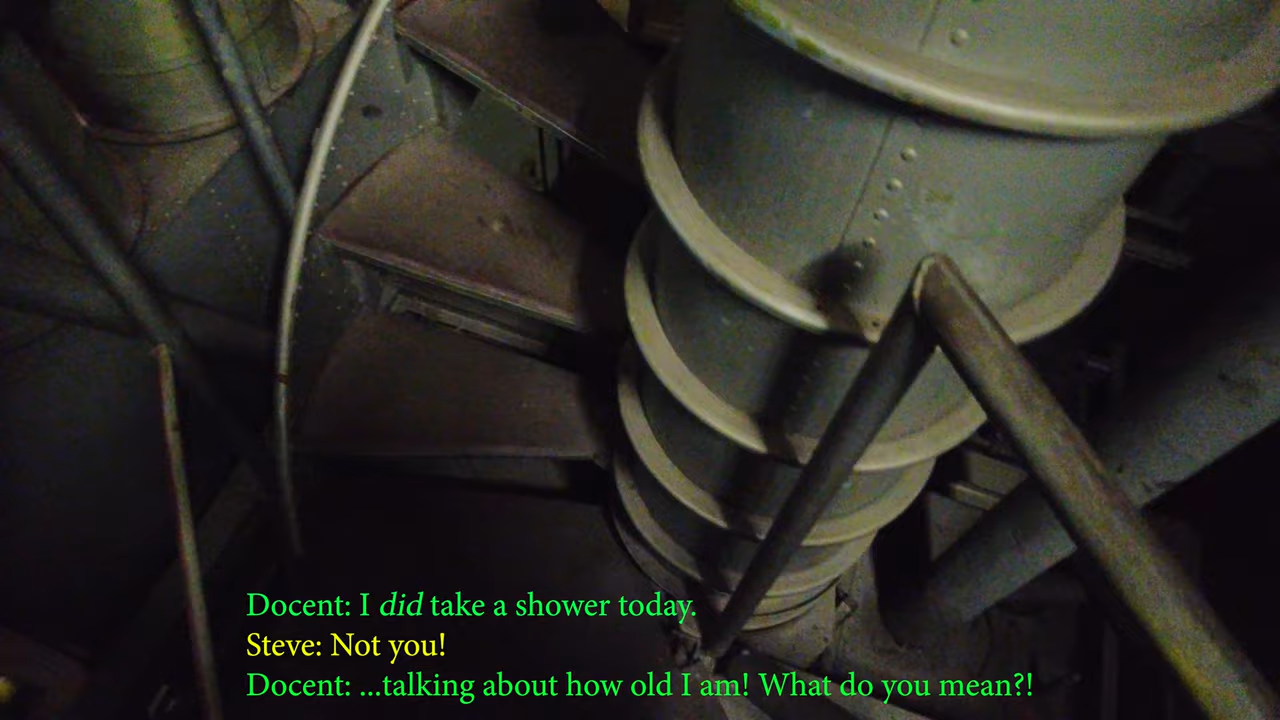 Docent: I did take a shower today.
Steve: Not you!
Docent: ...talking about how old I am! What do you mean?!